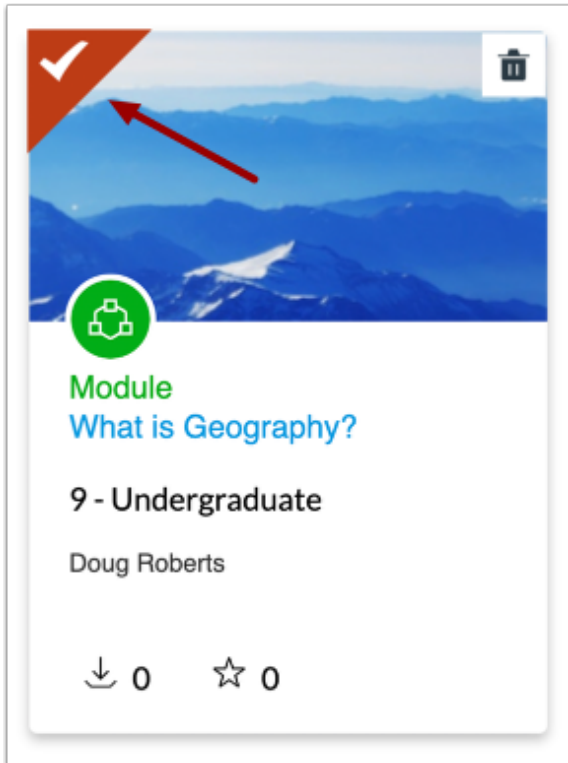 Module
What is Geography?
9 - Undergraduate
Doug Roberts
0 0